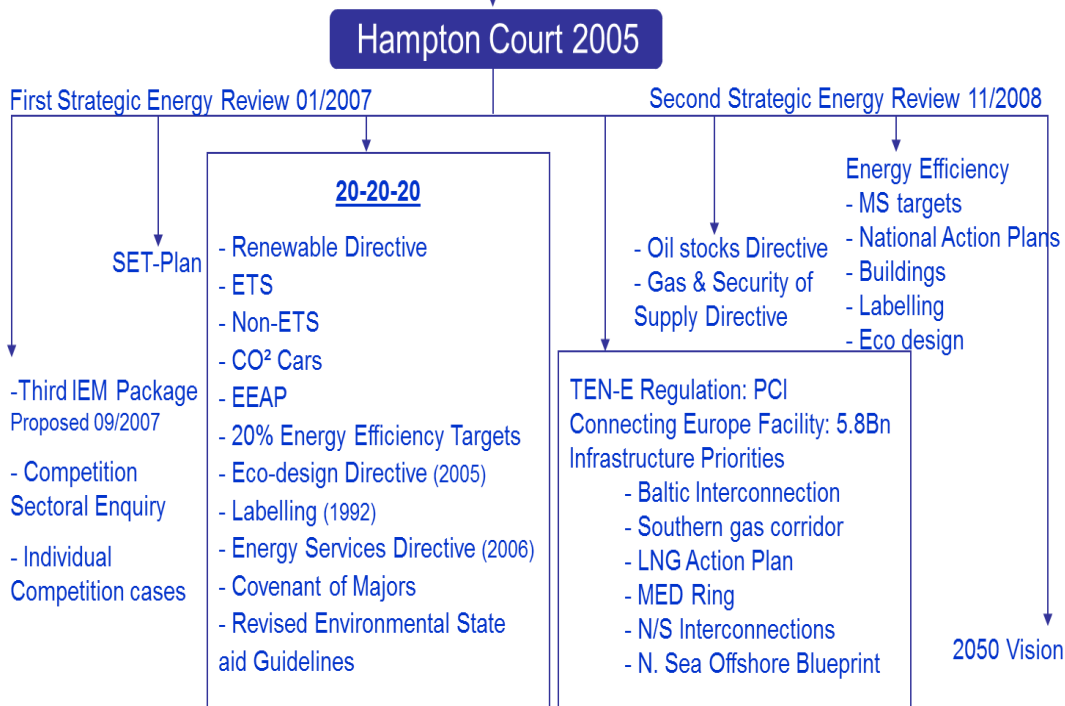 Hampton Court 2005
First Strategic Energy Review 01/2007
Second Strategic Energy Review 11/2008
-Third IEM Package
Proposed 09/2007
- Competition
Sectoral Enquiry
- Individual
Competition cases
SET-Plan
20-20-20
- Renewable Directive
- ETS
- Non-ETS
- CO² Cars
- EEAP
- 20% Energy Efficiency Targets
- Eco-design Directive (2005)
- Labelling (1992)
- Energy Services Directive (2006)
- Covenant of Majors
- Revised Environmental State
aid Guidelines
TEN-E Regulation: PCI
Connecting Europe Facility: 5.8Bn
Infrastructure Priorities
- Baltic Interconnection
- Southern gas corridor
- LNG Action Plan
- MED Ring
- N/S Interconnections
- N. Sea Offshore Blueprint
- Oil stocks Directive
- Gas & Security of
Supply Directive
Energy Efficiency
- MS targets
- National Action Plans
- Buildings
- Labelling
- Eco design
2050 Vision